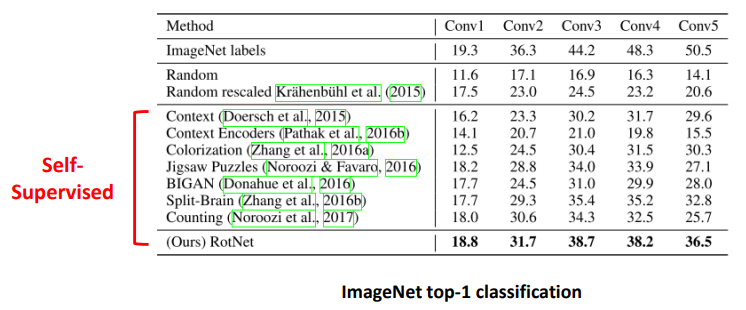 Method Conv1 Conv2 Conv3 Conv4 Conv5
ImageNet labels 19.3 36.3 44.2 48.3 50.5
Random 11.6 17.1 16.9 16.3 14.1
Random rescaled Krähenbühl et al. (2015) 17.5 23.0 24.5 23.2 20.6
Context (Doersch et al., 2015) 16.2 23.3 30.2 31.7 29.6
Context Encoders (Pathak et al., 2016b) 14.1 20.7 21.0 19.8 15.5
Colorization (Zhang et al., 2016a) 12.5 24.5 30.4 31.5 30.3
Jigsaw Puzzles (Noroozi & Favaro, 2016) 18.2 28.8 34.0 33.9 27.1
BIGAN (Donahue et al., 2016) 17.7 24.5 31.0 29.9 28.0
Split-Brain (Zhang et al., 2016b) 17.7 29.3 35.4 35.2 32.8
Counting (Noroozi et al., 2017) 18.0 30.6 34.3 32.5 25.7
(Ours) RotNet 18.8 31.7 38.7 38.2 36.5
Self-
Supervised
ImageNet top-1 classification